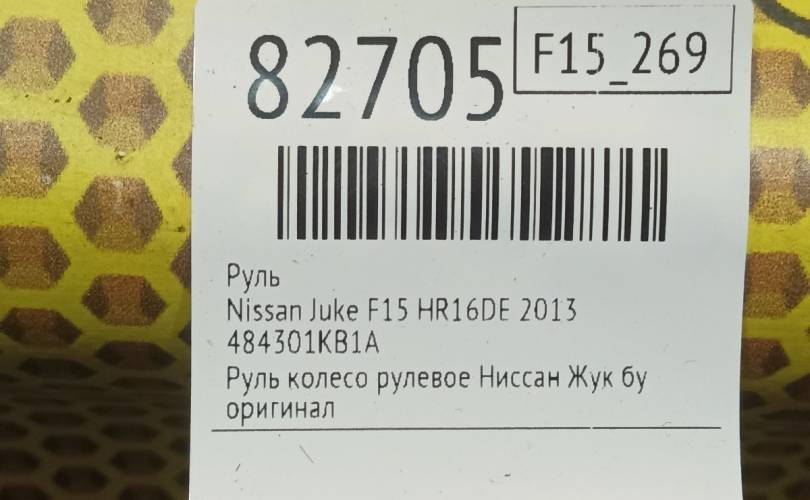 82705
F15_269
Руль
Nissan Juke F15 HR16DE 2013
484301KB1A
Руль колесо рулевое Ниссан Жук бу
оригинал